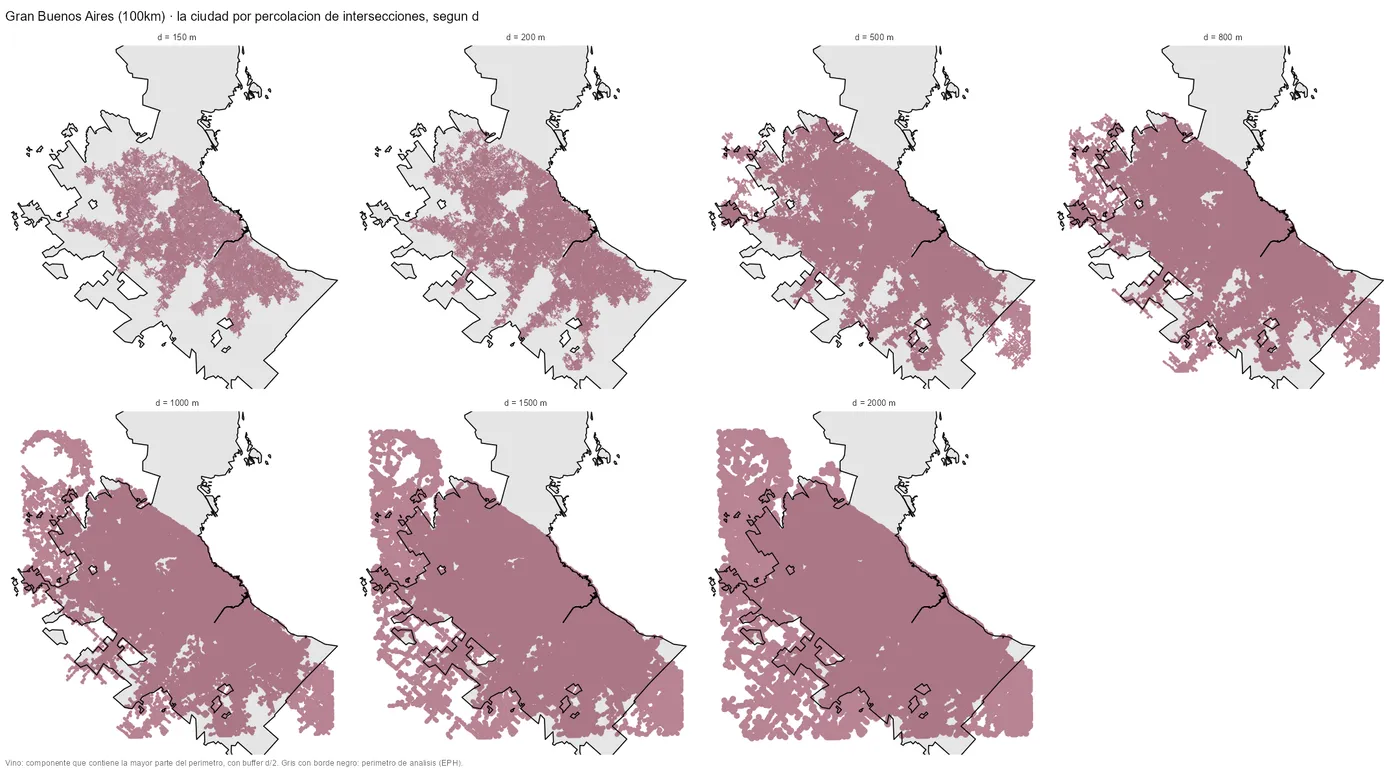 Gran Buenos Aires (100km) · la ciudad por percolacion de intersecciones, segun d
d = 150 m
d = 200 m
d = 500 m
d = 800 m
d = 1000 m
d = 1500 m
d = 2000 m
Vino: componente que contiene la mayor parte del perimetro, con buffer d/2. Gris con borde negro: perimetro de analisis (EPH).